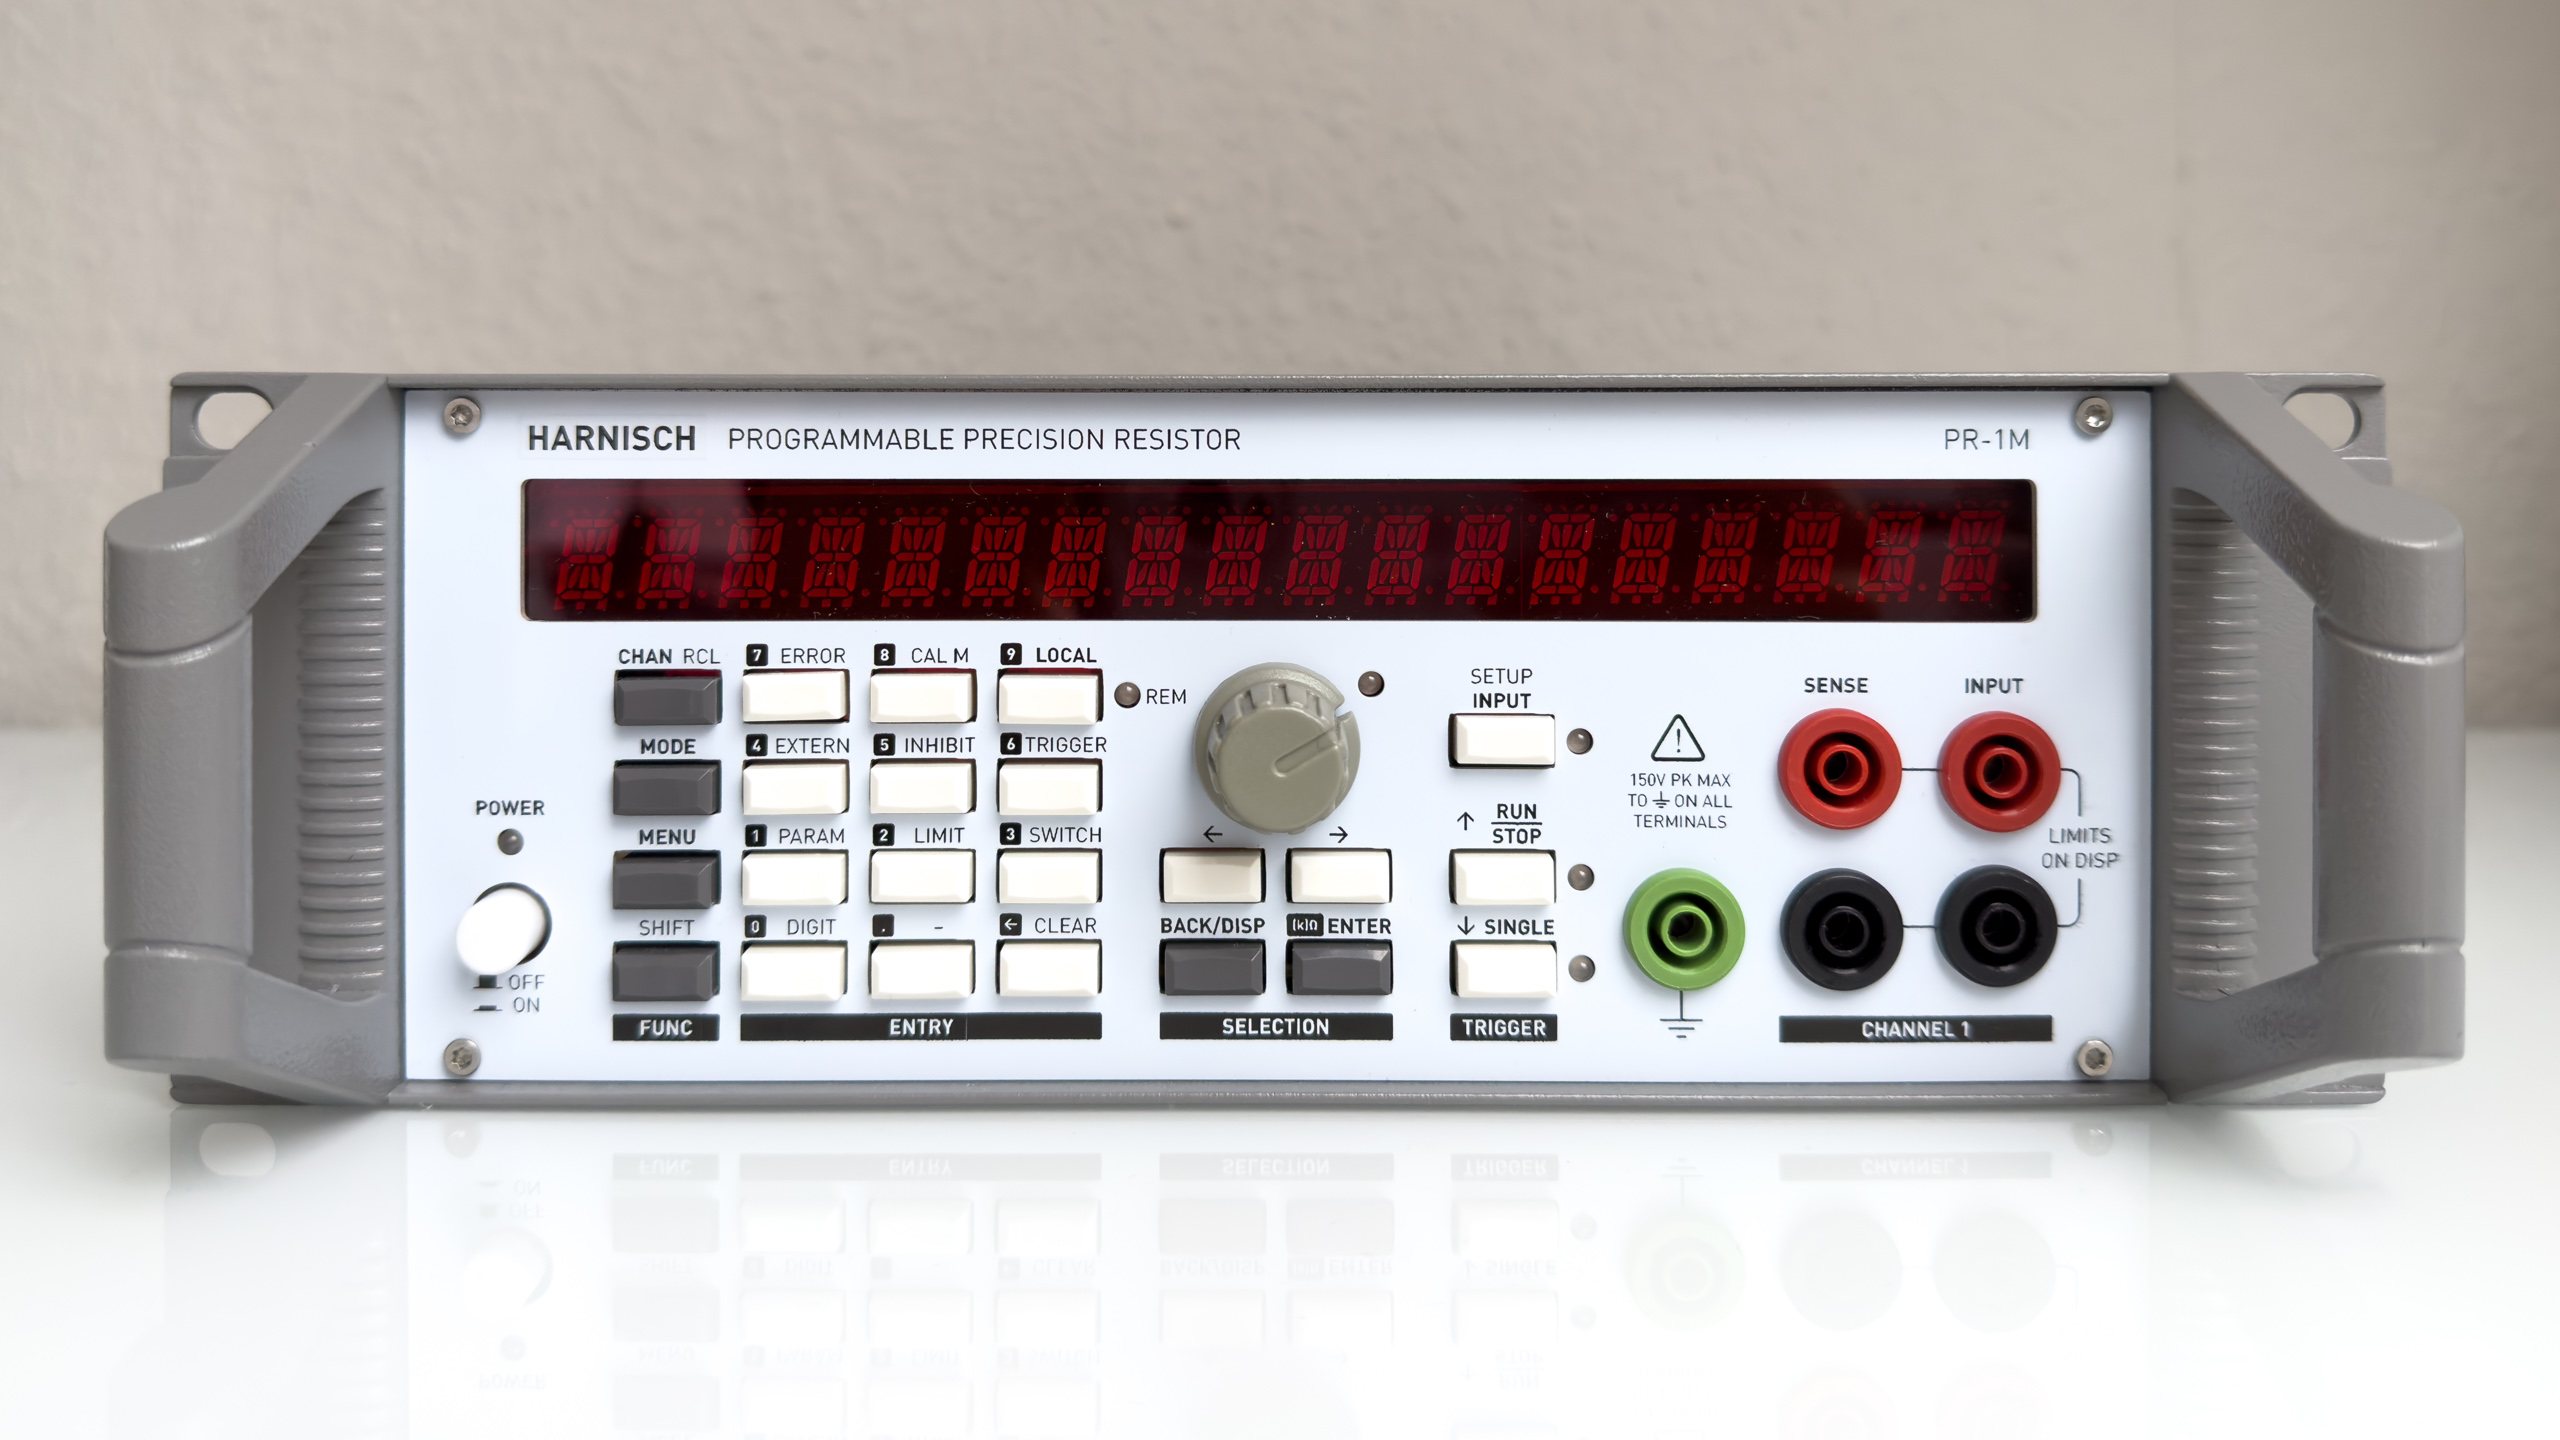 HARNISCH PROGRAMMABLE PRECISION RESISTOR PR-1M
CHAN RCL 7 ERROR 8 CAL M 9 LOCAL
REM
MODE 4 EXTERN 5 INHIBIT 6 TRIGGER
MENU 1 PARAM 2 LIMIT 3 SWITCH
SHIFT 0 DIGIT . - ← CLEAR
FUNC ENTRY
POWER
OFF
ON
← →
BACK/DISP (k)Ω ENTER
SELECTION
SETUP
INPUT
↑ RUN
STOP
↓ SINGLE
TRIGGER
150V PK MAX
TO ⏚ ON ALL
TERMINALS
SENSE INPUT
LIMITS
ON DISP
CHANNEL 1